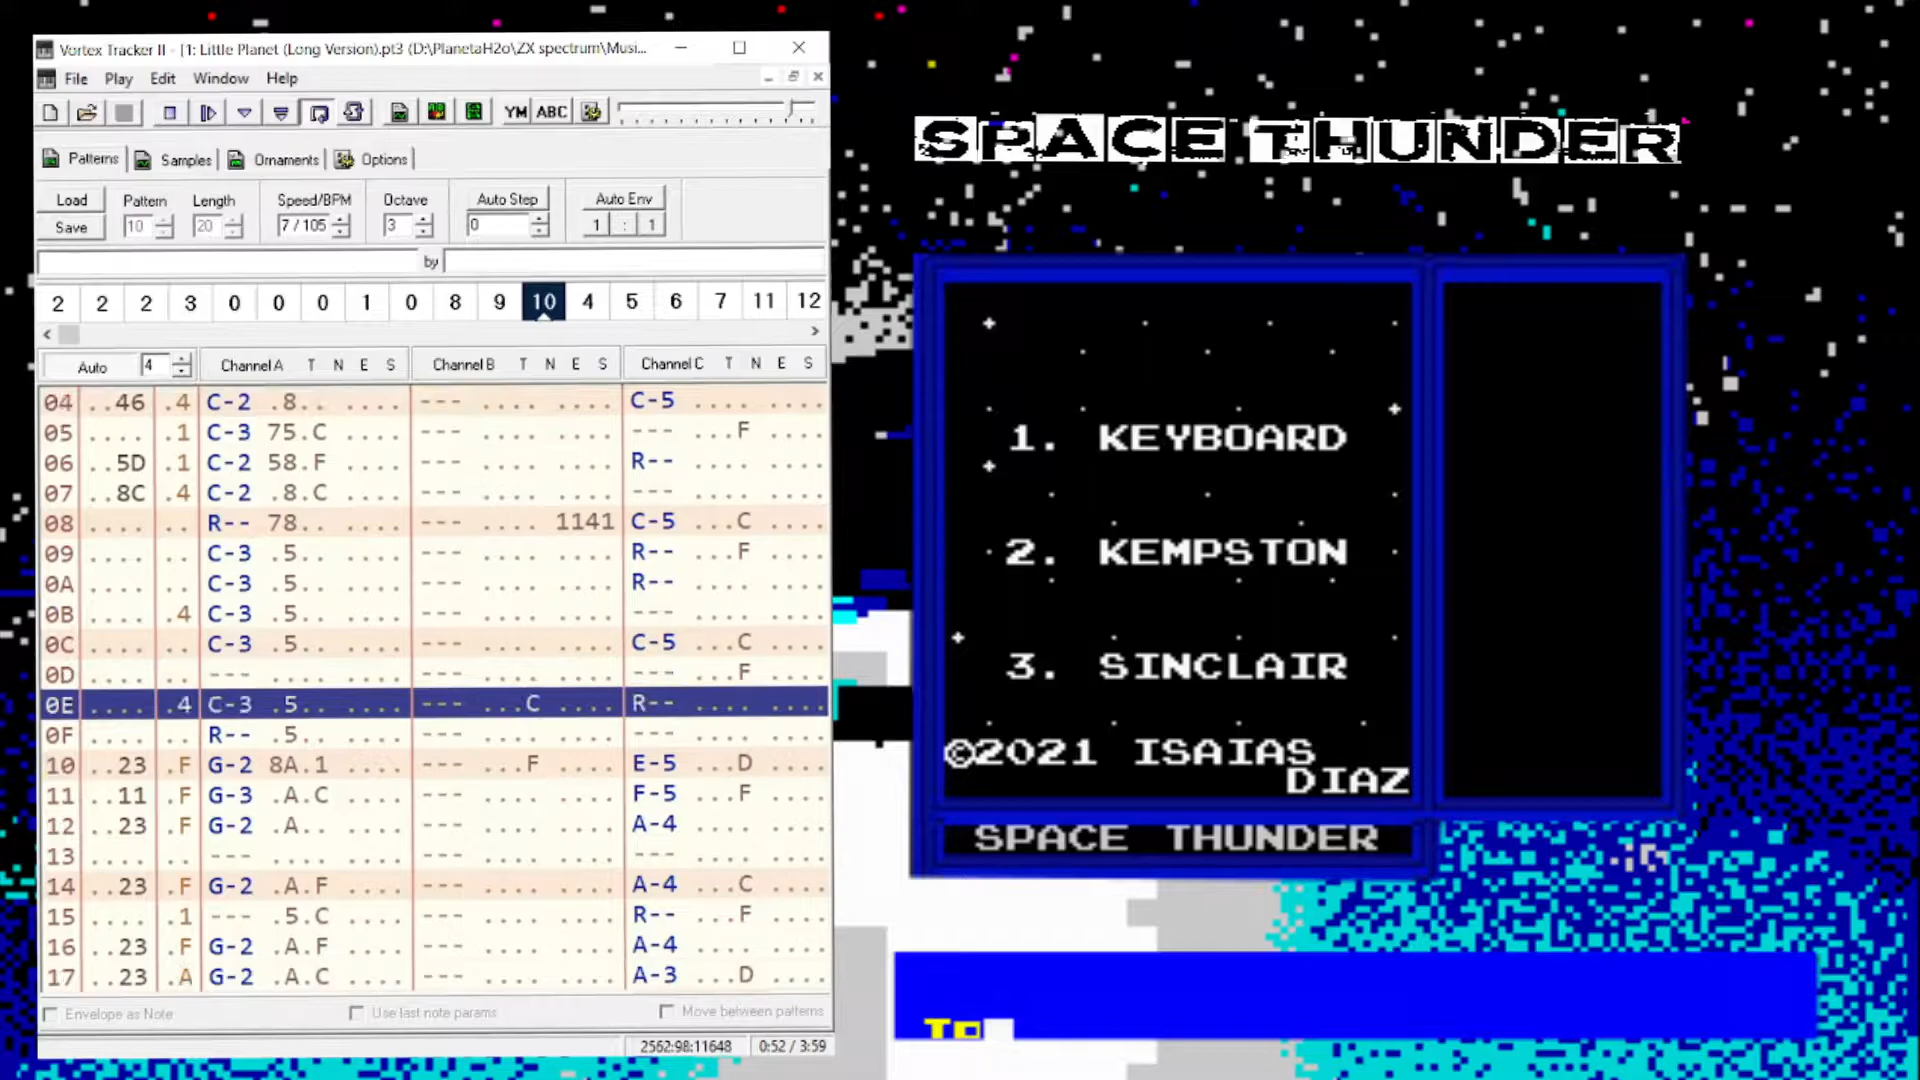 Vortex Tracker II - [1: Little Planet (Long Version).pt3 (D:\PlanetaH2o\ZX spectrum\Musi...
File Play Edit Window Help
YM ABC
Patterns Samples Ornaments Options
Load Pattern Length Speed/BPM Octave Auto Step Auto Env
Save 10 20 7 / 105 3 0 1 : 1
by
2 2 2 3 0 0 0 1 0 8 9 10 4 5 6 7 11 12
Auto 4 Channel A T N E S Channel B T N E S Channel C T N E S
04 ..46 .4 C-2 .8.. .... --- .... .... C-5 .... ....
05 .... .1 C-3 75.C .... --- .... .... --- ...F ....
06 ..5D .1 C-2 58.F .... --- .... .... R-- .... ....
07 ..8C .4 C-2 .8.C .... --- .... .... --- .... ....
08 .... .. R-- 78.. .... --- .... 1141 C-5 ...C ....
09 .... .. C-3 .5.. .... --- .... .... R-- ...F ....
0A .... .. C-3 .5.. .... --- .... .... R-- .... ....
0B .... .4 C-3 .5.. .... --- .... .... --- .... ....
0C .... .. C-3 .5.. .... --- .... .... C-5 ...C ....
0D .... .. --- .... .... --- .... .... --- ...F ....
0E .... .4 C-3 .5.. .... --- ...C .... R-- .... ....
0F .... .. R-- .5.. .... --- .... .... --- .... ....
10 ..23 .F G-2 8A.1 .... --- ...F .... E-5 ...D ....
11 ..11 .F G-3 .A.C .... --- .... .... F-5 ...F ....
12 ..23 .F G-2 .A.. .... --- .... .... A-4 .... ....
13 .... .. --- .... .... --- .... .... --- .... ....
14 ..23 .F G-2 .A.F .... --- .... .... A-4 ...C ....
15 .... .1 --- .5.C .... --- .... .... R-- ...F ....
16 ..23 .F G-2 .A.F .... --- .... .... A-4 .... ....
17 ..23 .A G-2 .A.C .... --- .... .... A-3 ...D ....
Envelope as Note Use last note params Move between patterns
2562:98:11648 0:52 / 3:59
SPACE THUNDER
1. KEYBOARD
2. KEMPSTON
3. SINCLAIR
©2021 ISAIAS
DIAZ
SPACE THUNDER
To